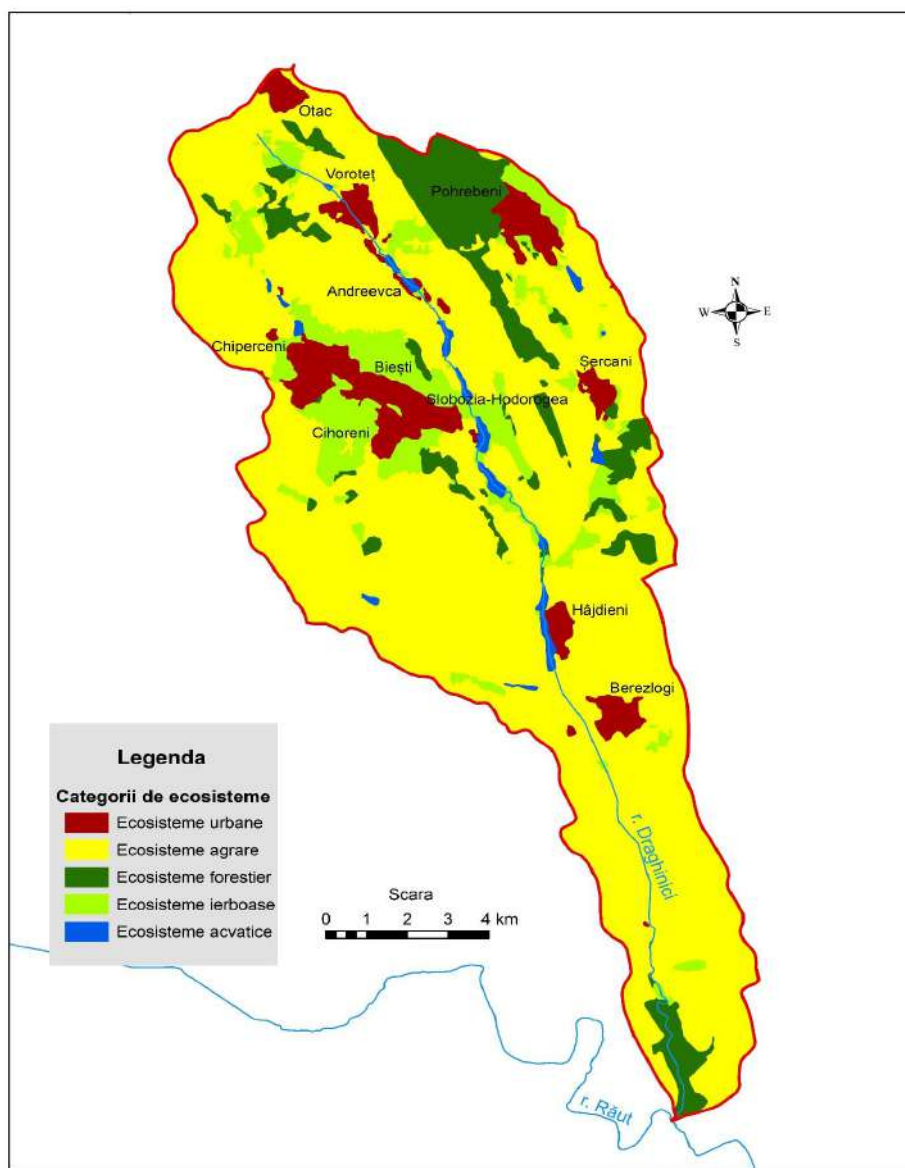 Otac
Voroteț
Pohrebeni
N
W E
S
Andreevca
Chiperceni
Biești
Șercani
Slobozia-Hodorogea
Cihoreni
Hâjdieni
Berezlogi
Legenda
Categorii de ecosisteme
Ecosisteme urbane
Ecosisteme agrare
Ecosisteme forestier
Ecosisteme ierboase
Ecosisteme acvatice
Scara
0 1 2 3 4 km
r. Draghinici
r. Răut